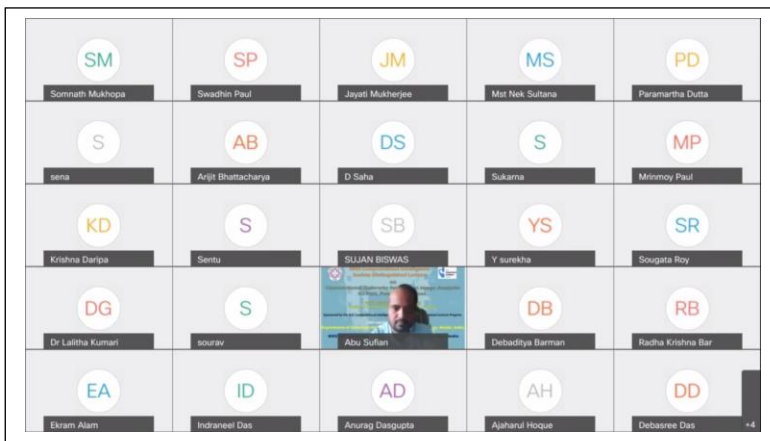 SM SP JM MS PD
Somnath Mukhopa Swadhin Paul Jayati Mukherjee Mst Nek Sultana Paramartha Dutta
S AB DS S MP
sena Arijit Bhattacharya D Saha Sukarna Mrinmoy Paul
KD S SB YS SR
Krishna Daripa Sentu SUJAN BISWAS Y surekha Sougata Roy
DG S DB RB
Dr Lalitha Kumari sourav Abu Sufian Debaditya Barman Radha Krishna Bar
EA ID AD AH DD
Ekram Alam Indraneel Das Anurag Dasgupta Ajaharul Hoque Debasree Das +4